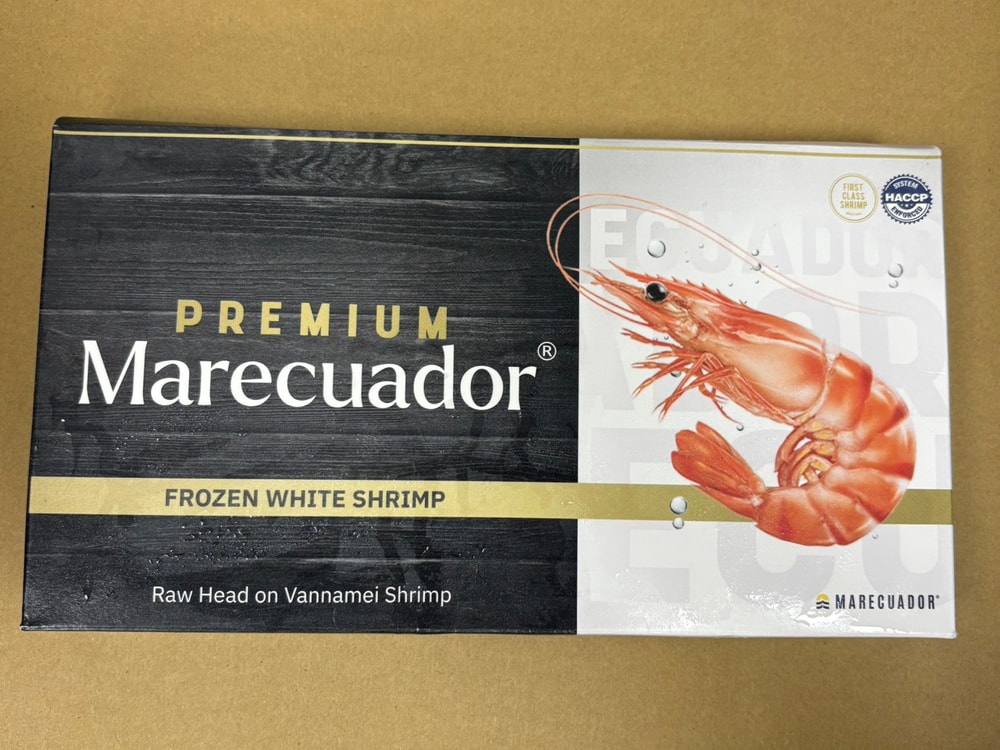 FIRST
CLASS
SHRIMP
SYSTEM
HACCP
ENFORCED
ECUADOR
PREMIUM
Marecuador®
FROZEN WHITE SHRIMP
Raw Head on Vannamei Shrimp
MARECUADOR®